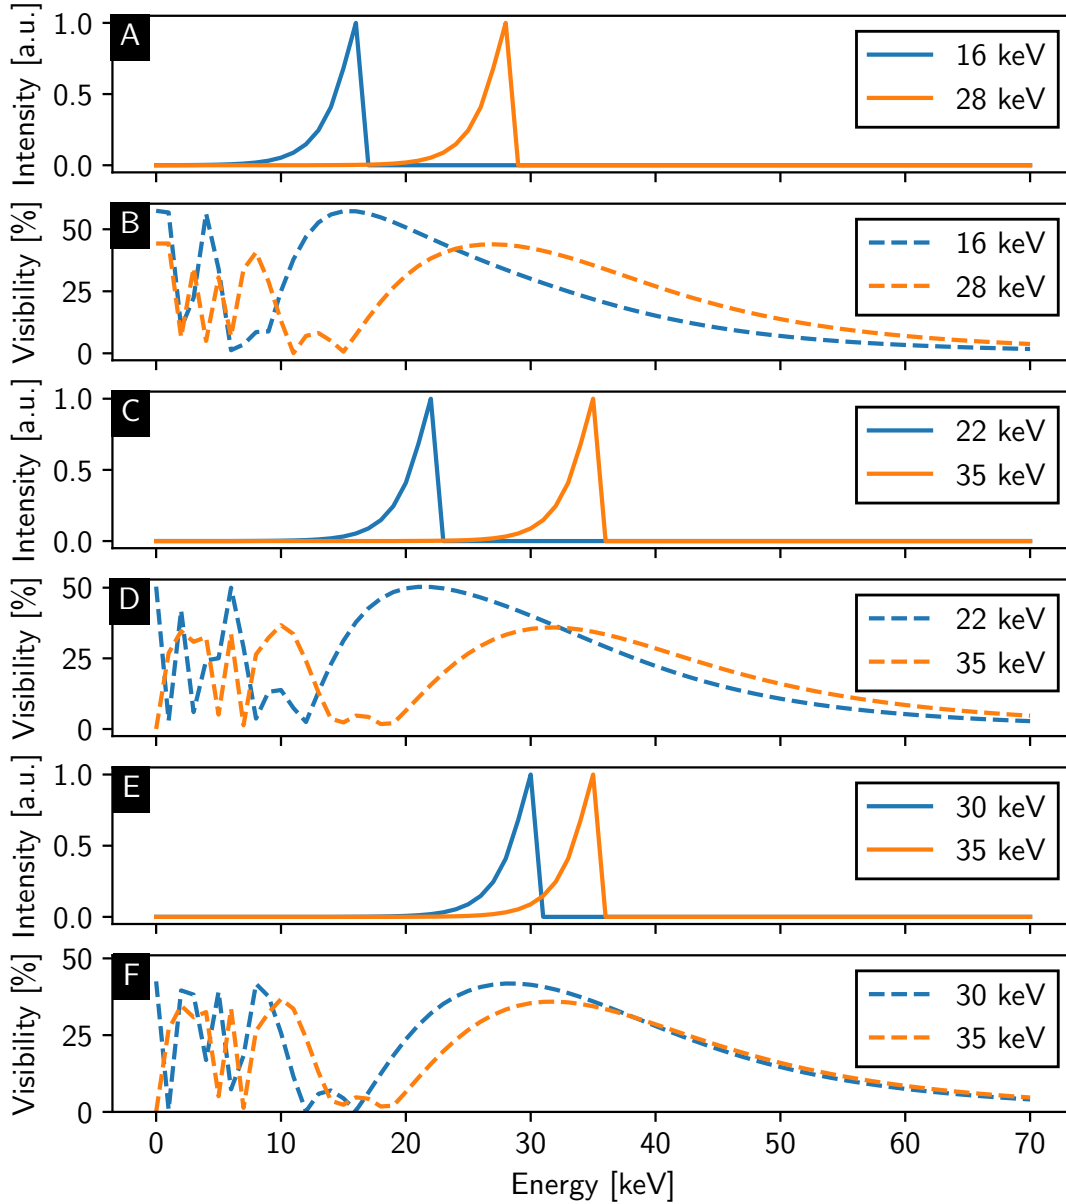 A
Intensity [a.u.]
1.0
0.5
0.0
16 keV
28 keV
B
Visibility [%]
50
25
0
16 keV
28 keV
C
Intensity [a.u.]
1.0
0.5
0.0
22 keV
35 keV
D
Visibility [%]
50
25
0
22 keV
35 keV
E
Intensity [a.u.]
1.0
0.5
0.0
30 keV
35 keV
F
Visibility [%]
50
25
0
30 keV
35 keV
0 10 20 30 40 50 60 70
Energy [keV]